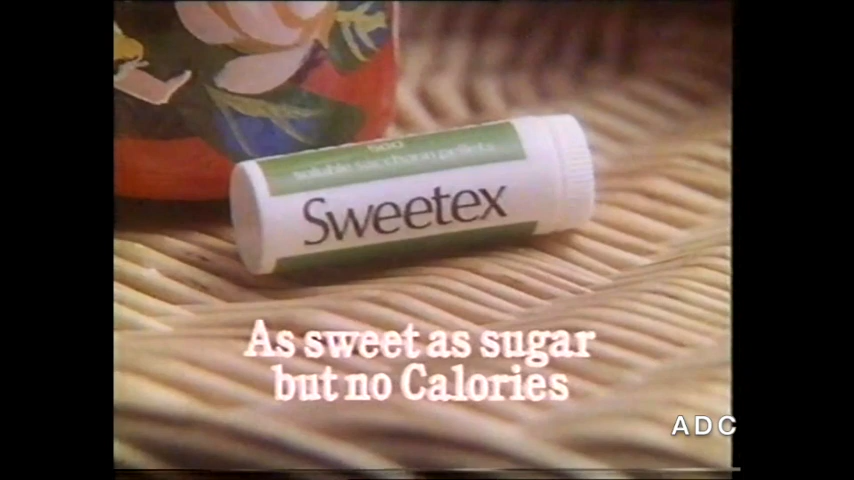 500
soluble saccharin pellets
Sweetex
As sweet as sugar
but no Calories
ADC